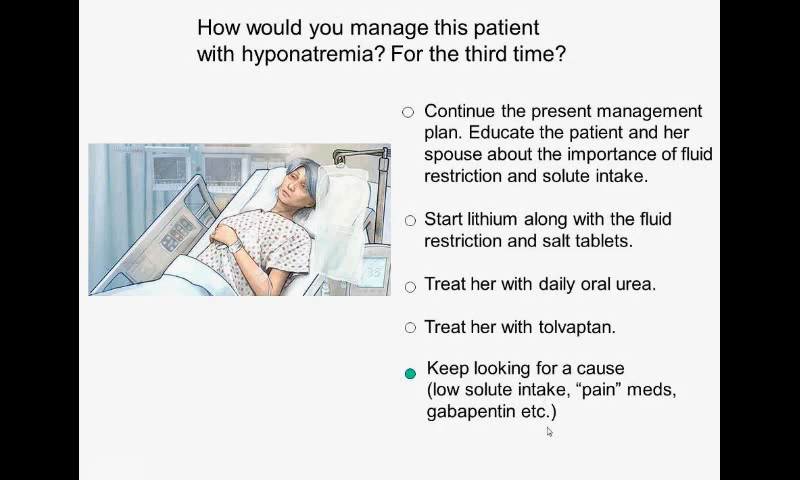 How would you manage this patient
with hyponatremia? For the third time?
Continue the present management
plan. Educate the patient and her
spouse about the importance of fluid
restriction and solute intake.
Start lithium along with the fluid
restriction and salt tablets.
Treat her with daily oral urea.
Treat her with tolvaptan.
Keep looking for a cause
(low solute intake, “pain” meds,
gabapentin etc.)